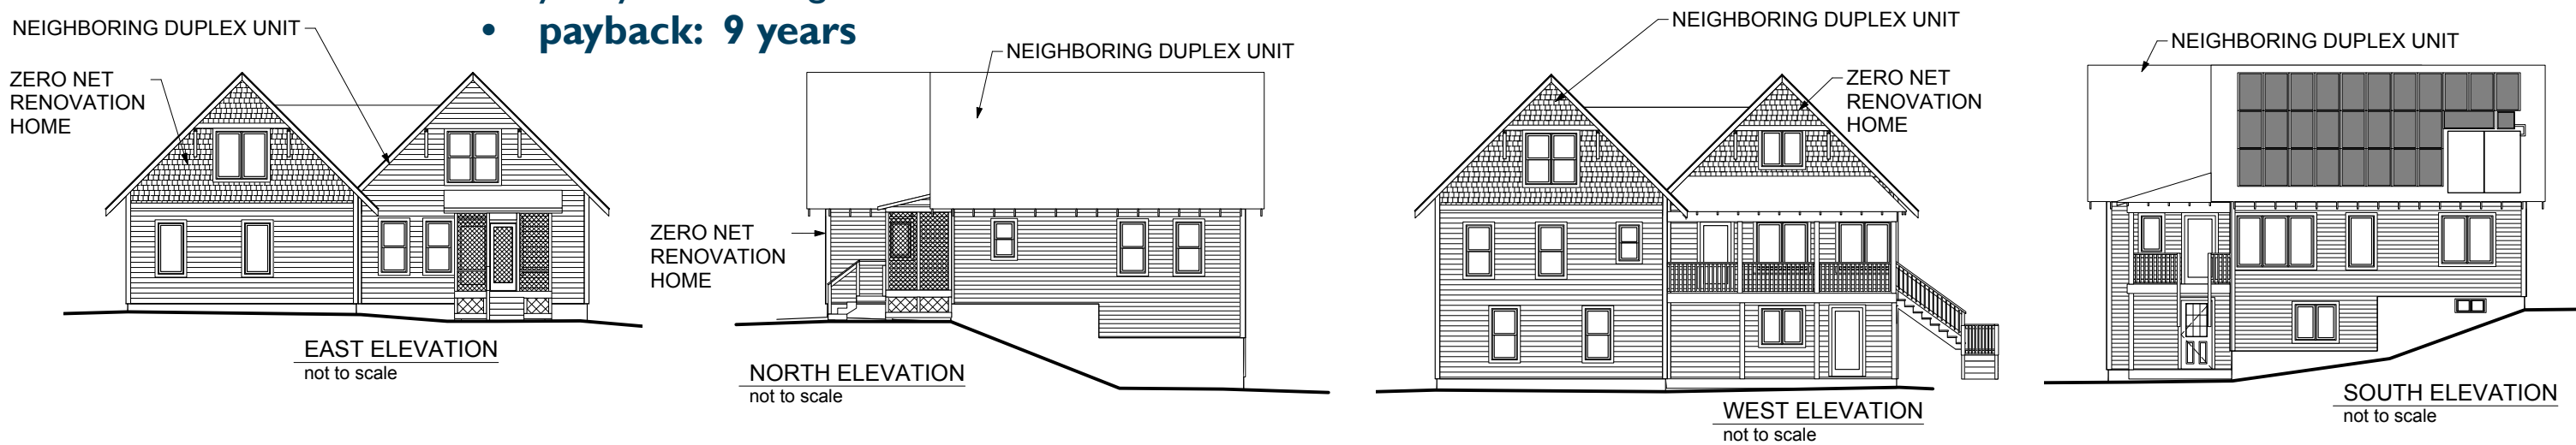 • payback: 9 years
NEIGHBORING DUPLEX UNIT
ZERO NET
RENOVATION
HOME
EAST ELEVATION
not to scale
NEIGHBORING DUPLEX UNIT
ZERO NET
RENOVATION
HOME
NORTH ELEVATION
not to scale
NEIGHBORING DUPLEX UNIT
ZERO NET
RENOVATION
HOME
WEST ELEVATION
not to scale
NEIGHBORING DUPLEX UNIT
SOUTH ELEVATION
not to scale